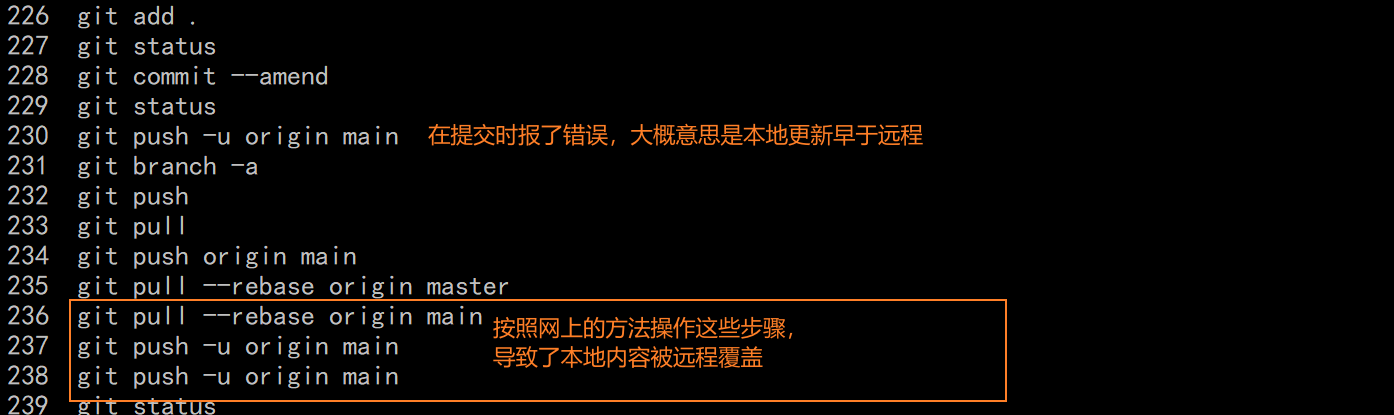 226 git add .
227 git status
228 git commit --amend
229 git status
230 git push -u origin main 在提交时报了错误，大概意思是本地更新早于远程
231 git branch -a
232 git push
233 git pull
234 git push origin main
235 git pull --rebase origin master
236 git pull --rebase origin main 按照网上的方法操作这些步骤，
237 git push -u origin main 导致了本地内容被远程覆盖
238 git push -u origin main
239 git status